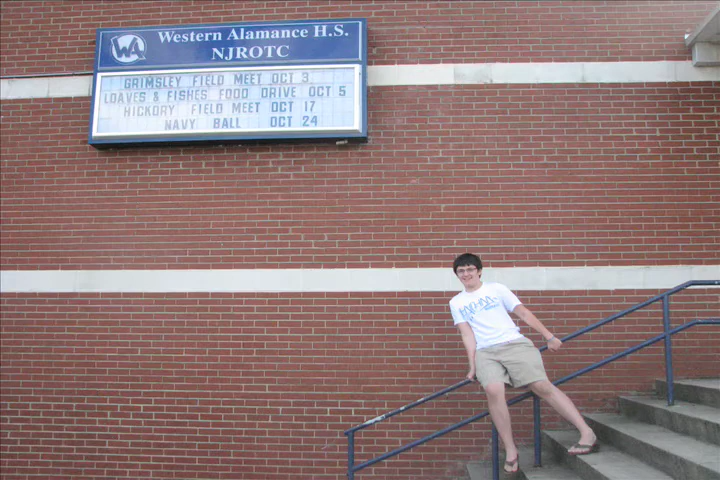 WA Western Alamance H.S.
NJROTC
GRIMSLEY FIELD MEET OCT 3
LOAVES & FISHES FOOD DRIVE OCT 5
HICKORY FIELD MEET OCT 17
NAVY BALL OCT 24